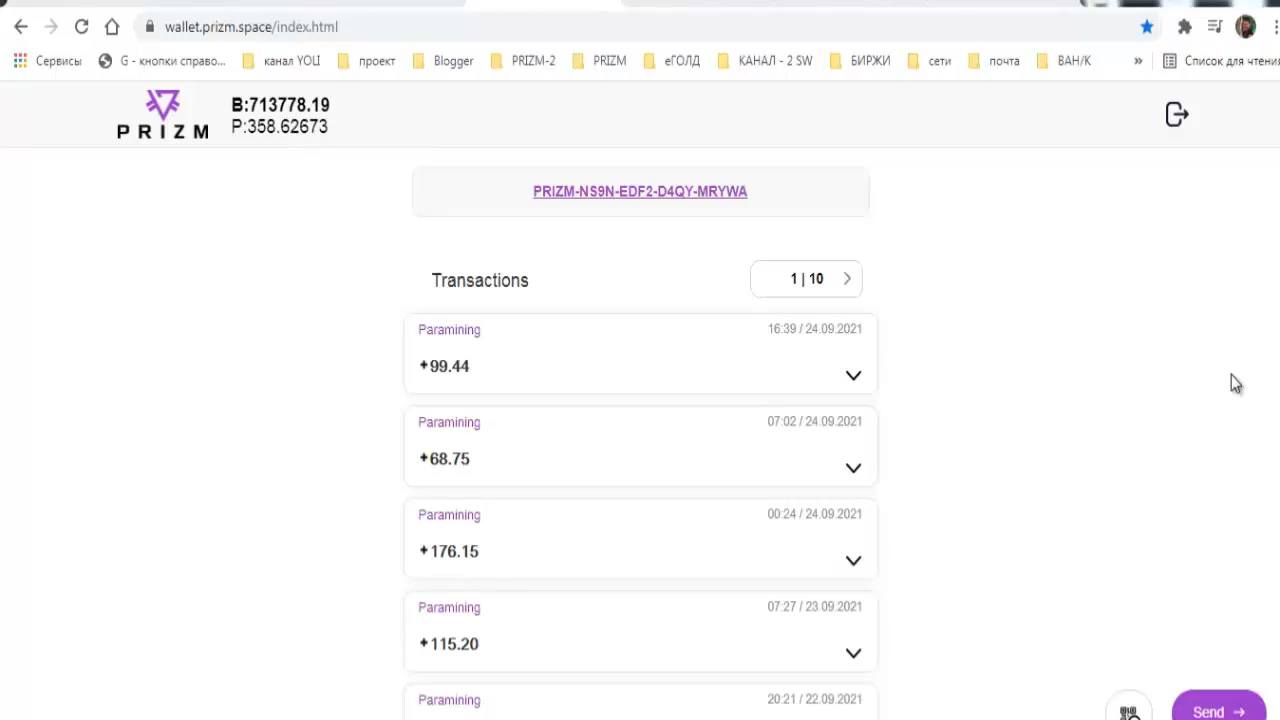 wallet.prizm.space/index.html
Сервисы G - кнопки справо... канал YOLI проект Blogger PRIZM-2 PRIZM еГОЛД КАНАЛ - 2 SW БИРЖИ сети почта ВАН/К » Список для чтения
PRIZM
B:713778.19
P:358.62673
PRIZM-NS9N-EDF2-D4QY-MRYWA
Transactions 1 | 10
Paramining 16:39 / 24.09.2021
+99.44
Paramining 07:02 / 24.09.2021
+68.75
Paramining 00:24 / 24.09.2021
+176.15
Paramining 07:27 / 23.09.2021
+115.20
Paramining 20:21 / 22.09.2021
Send →